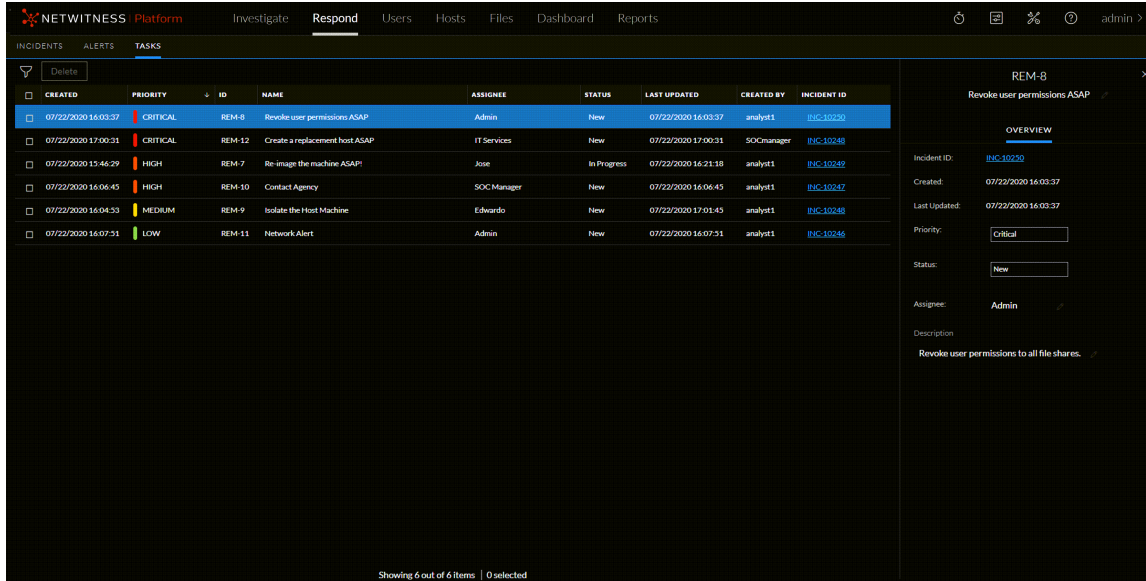 NETWITNESS Platform Investigate Respond Users Hosts Files Dashboard Reports admin >
INCIDENTS ALERTS TASKS
Delete
CREATED PRIORITY ID NAME ASSIGNEE STATUS LAST UPDATED CREATED BY INCIDENT ID
07/22/2020 16:03:37 CRITICAL REM-8 Revoke user permissions ASAP Admin New 07/22/2020 16:03:37 analyst1 INC-10250
07/22/2020 17:00:31 CRITICAL REM-12 Create a replacement host ASAP IT Services New 07/22/2020 17:00:31 SOCmanager INC-10248
07/22/2020 15:46:29 HIGH REM-7 Re-image the machine ASAP! Jose In Progress 07/22/2020 16:21:18 analyst1 INC-10249
07/22/2020 16:06:45 HIGH REM-10 Contact Agency SOC Manager New 07/22/2020 16:06:45 analyst1 INC-10247
07/22/2020 16:04:53 MEDIUM REM-9 Isolate the Host Machine Edwardo New 07/22/2020 17:01:45 analyst1 INC-10248
07/22/2020 16:07:51 LOW REM-11 Network Alert Admin New 07/22/2020 16:07:51 analyst1 INC-10246
Showing 6 out of 6 items | 0 selected
REM-8
Revoke user permissions ASAP
OVERVIEW
Incident ID: INC-10250
Created: 07/22/2020 16:03:37
Last Updated: 07/22/2020 16:03:37
Priority: Critical
Status: New
Assignee: Admin
Description
Revoke user permissions to all file shares.